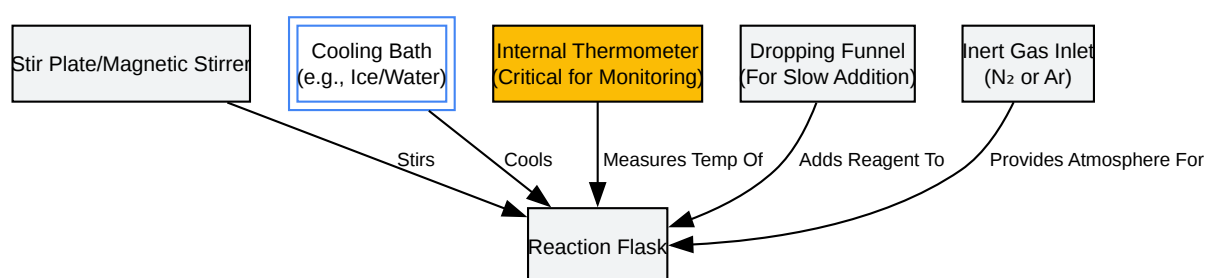 Stir Plate/Magnetic Stirrer
Cooling Bath
(e.g., Ice/Water)
Internal Thermometer
(Critical for Monitoring)
Dropping Funnel
(For Slow Addition)
Inert Gas Inlet
(N₂ or Ar)
Stirs
Cools
Measures Temp Of
Adds Reagent To
Provides Atmosphere For
Reaction Flask